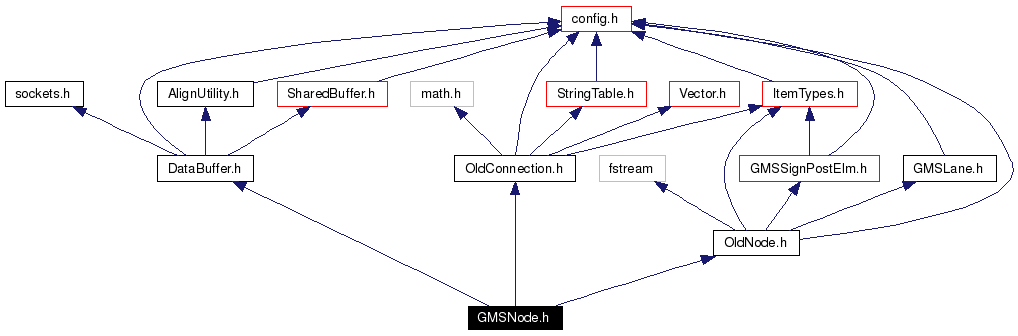 config.h
sockets.h
AlignUtility.h
SharedBuffer.h
math.h
StringTable.h
Vector.h
ItemTypes.h
DataBuffer.h
OldConnection.h
fstream
GMSSignPostElm.h
GMSLane.h
OldNode.h
GMSNode.h